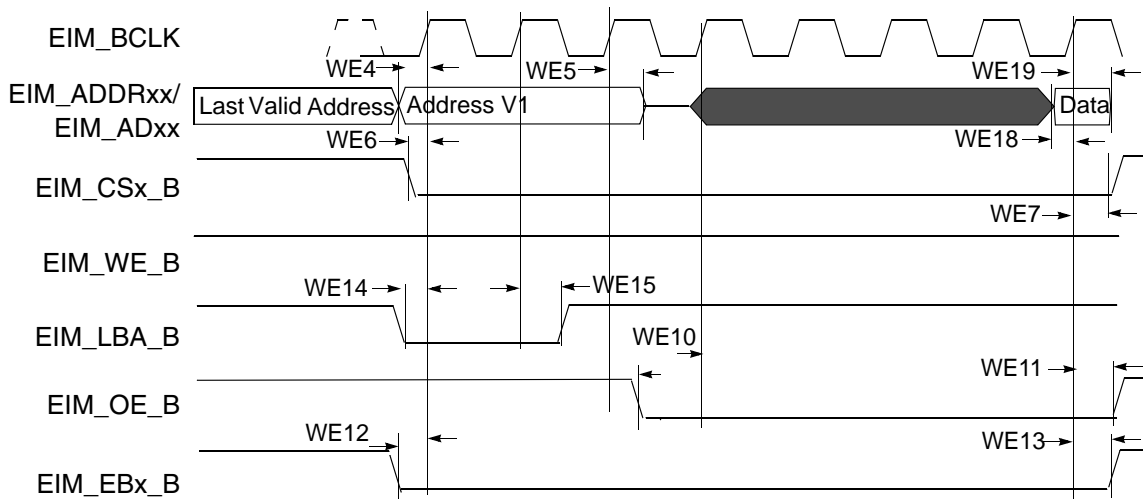 EIM_BCLK
WE4
WE5
WE19
EIM_ADDRxx/
EIM_ADxx
Last Valid Address
Address V1
Data
WE6
WE18
EIM_CSx_B
WE7
EIM_WE_B
WE14
WE15
EIM_LBA_B
WE10
WE11
EIM_OE_B
WE12
WE13
EIM_EBx_B